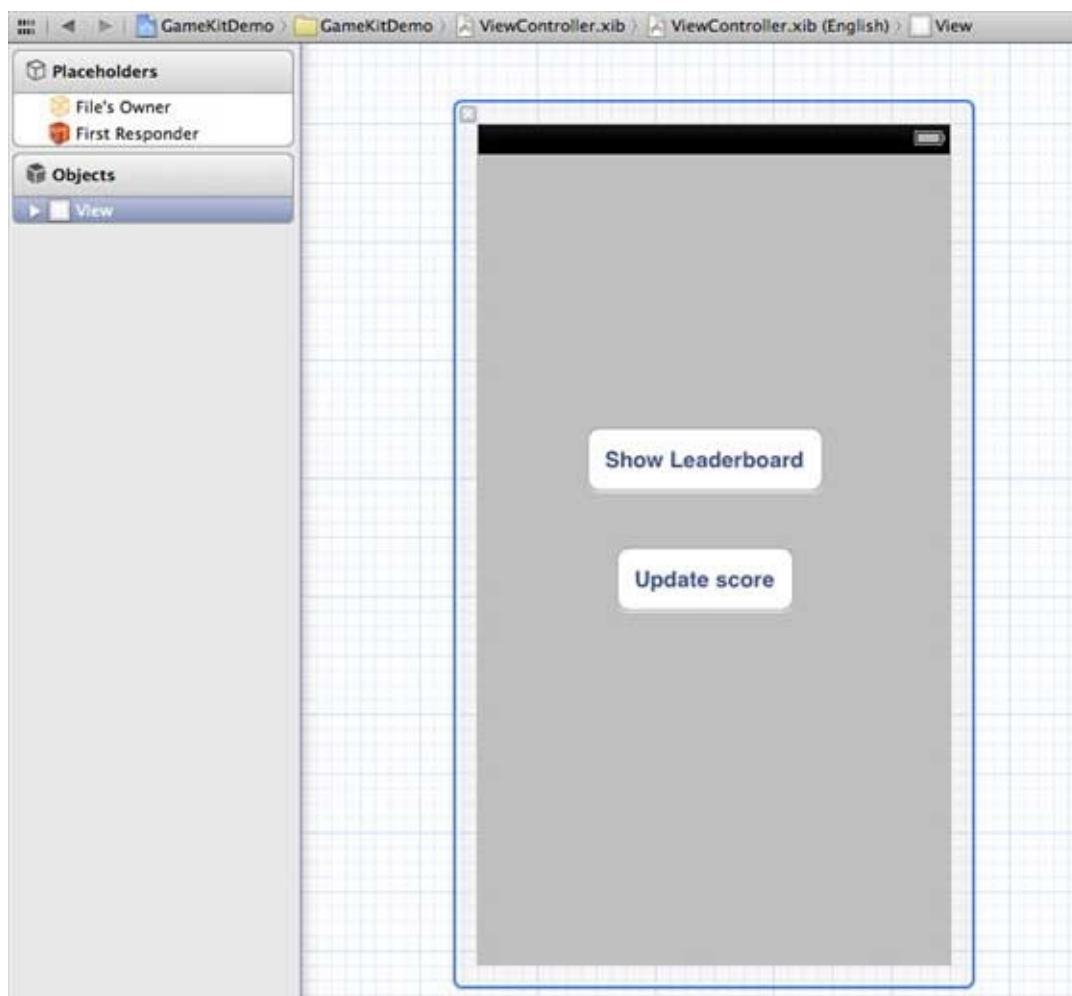 GameKitDemo GameKitDemo ViewController.xib ViewController.xib (English) View
Placeholders
File's Owner
First Responder
Objects
View
Show Leaderboard
Update score